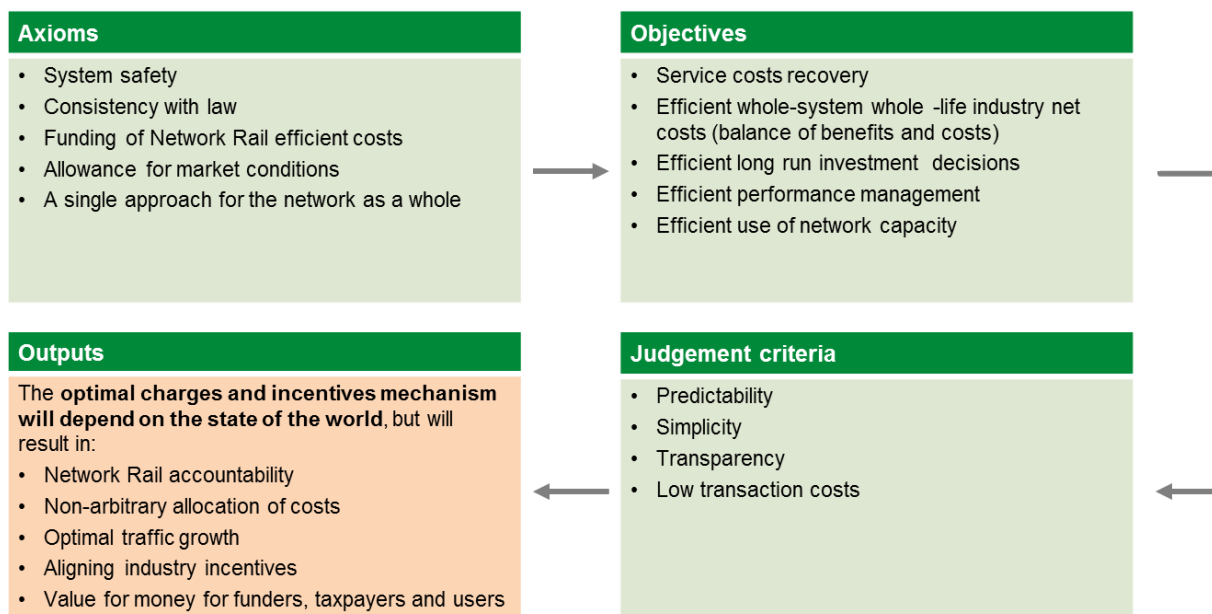 Axioms
• System safety
• Consistency with law
• Funding of Network Rail efficient costs
• Allowance for market conditions
• A single approach for the network as a whole
Objectives
• Service costs recovery
• Efficient whole-system whole -life industry net
costs (balance of benefits and costs)
• Efficient long run investment decisions
• Efficient performance management
• Efficient use of network capacity
Outputs
The optimal charges and incentives mechanism
will depend on the state of the world, but will
result in:
• Network Rail accountability
• Non-arbitrary allocation of costs
• Optimal traffic growth
• Aligning industry incentives
• Value for money for funders, taxpayers and users
Judgement criteria
• Predictability
• Simplicity
• Transparency
• Low transaction costs